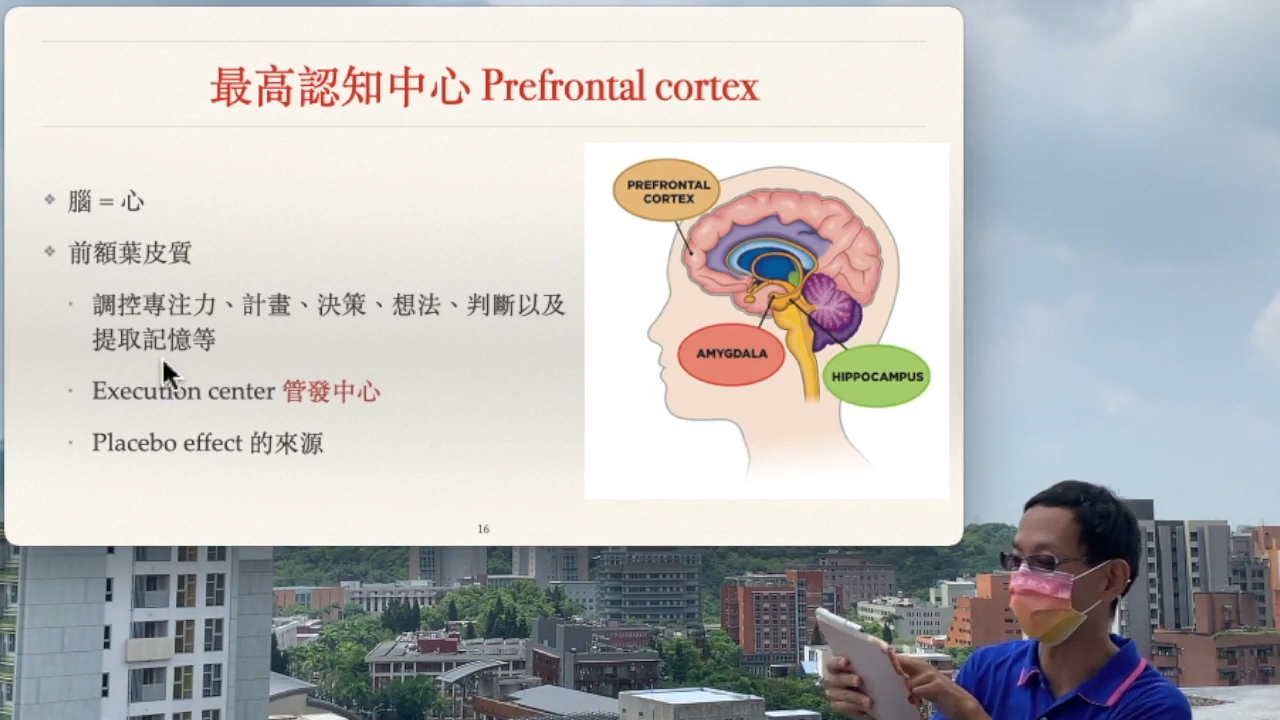 最高認知中心 Prefrontal cortex
腦 = 心
前額葉皮質
調控專注力、計畫、決策、想法、判斷以及
提取記憶等
Execution center 管發中心
Placebo effect 的來源
PREFRONTAL
CORTEX
AMYGDALA
HIPPOCAMPUS
16